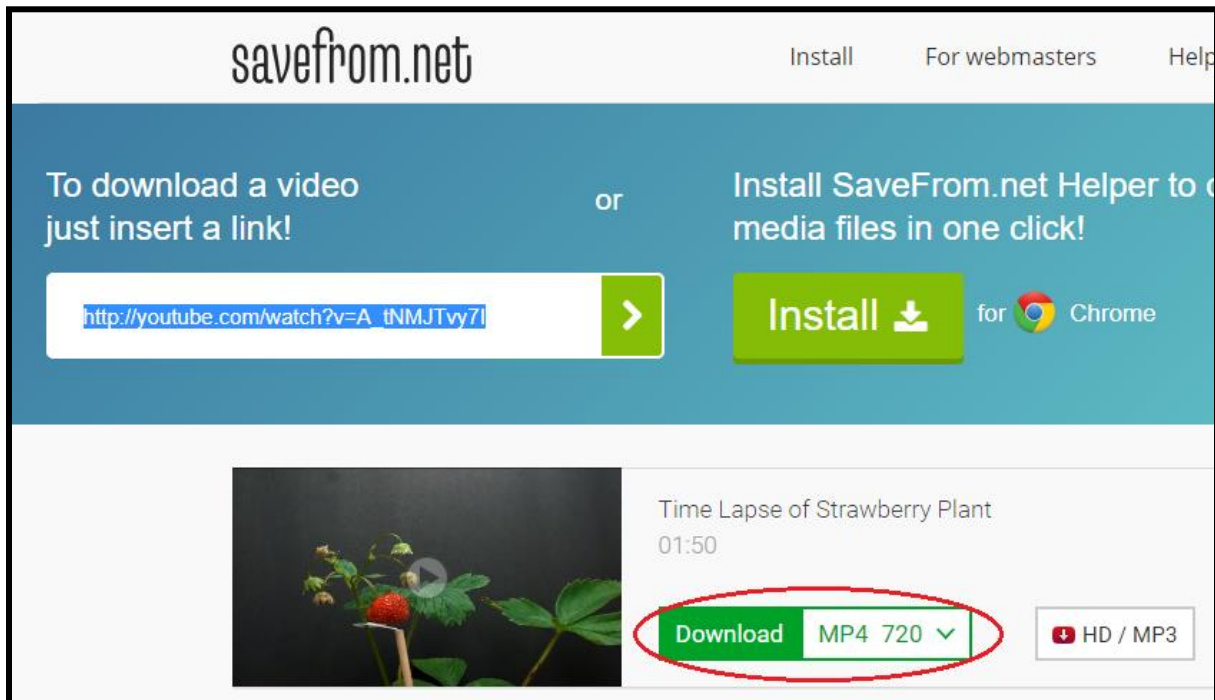 savefrom.net
Install For webmasters Help
To download a video
just insert a link!
or
Install SaveFrom.net Helper to
media files in one click!
http://youtube.com/watch?v=A_tNMJTvy7I
Install
for Chrome
Time Lapse of Strawberry Plant
01:50
Download MP4 720
HD / MP3